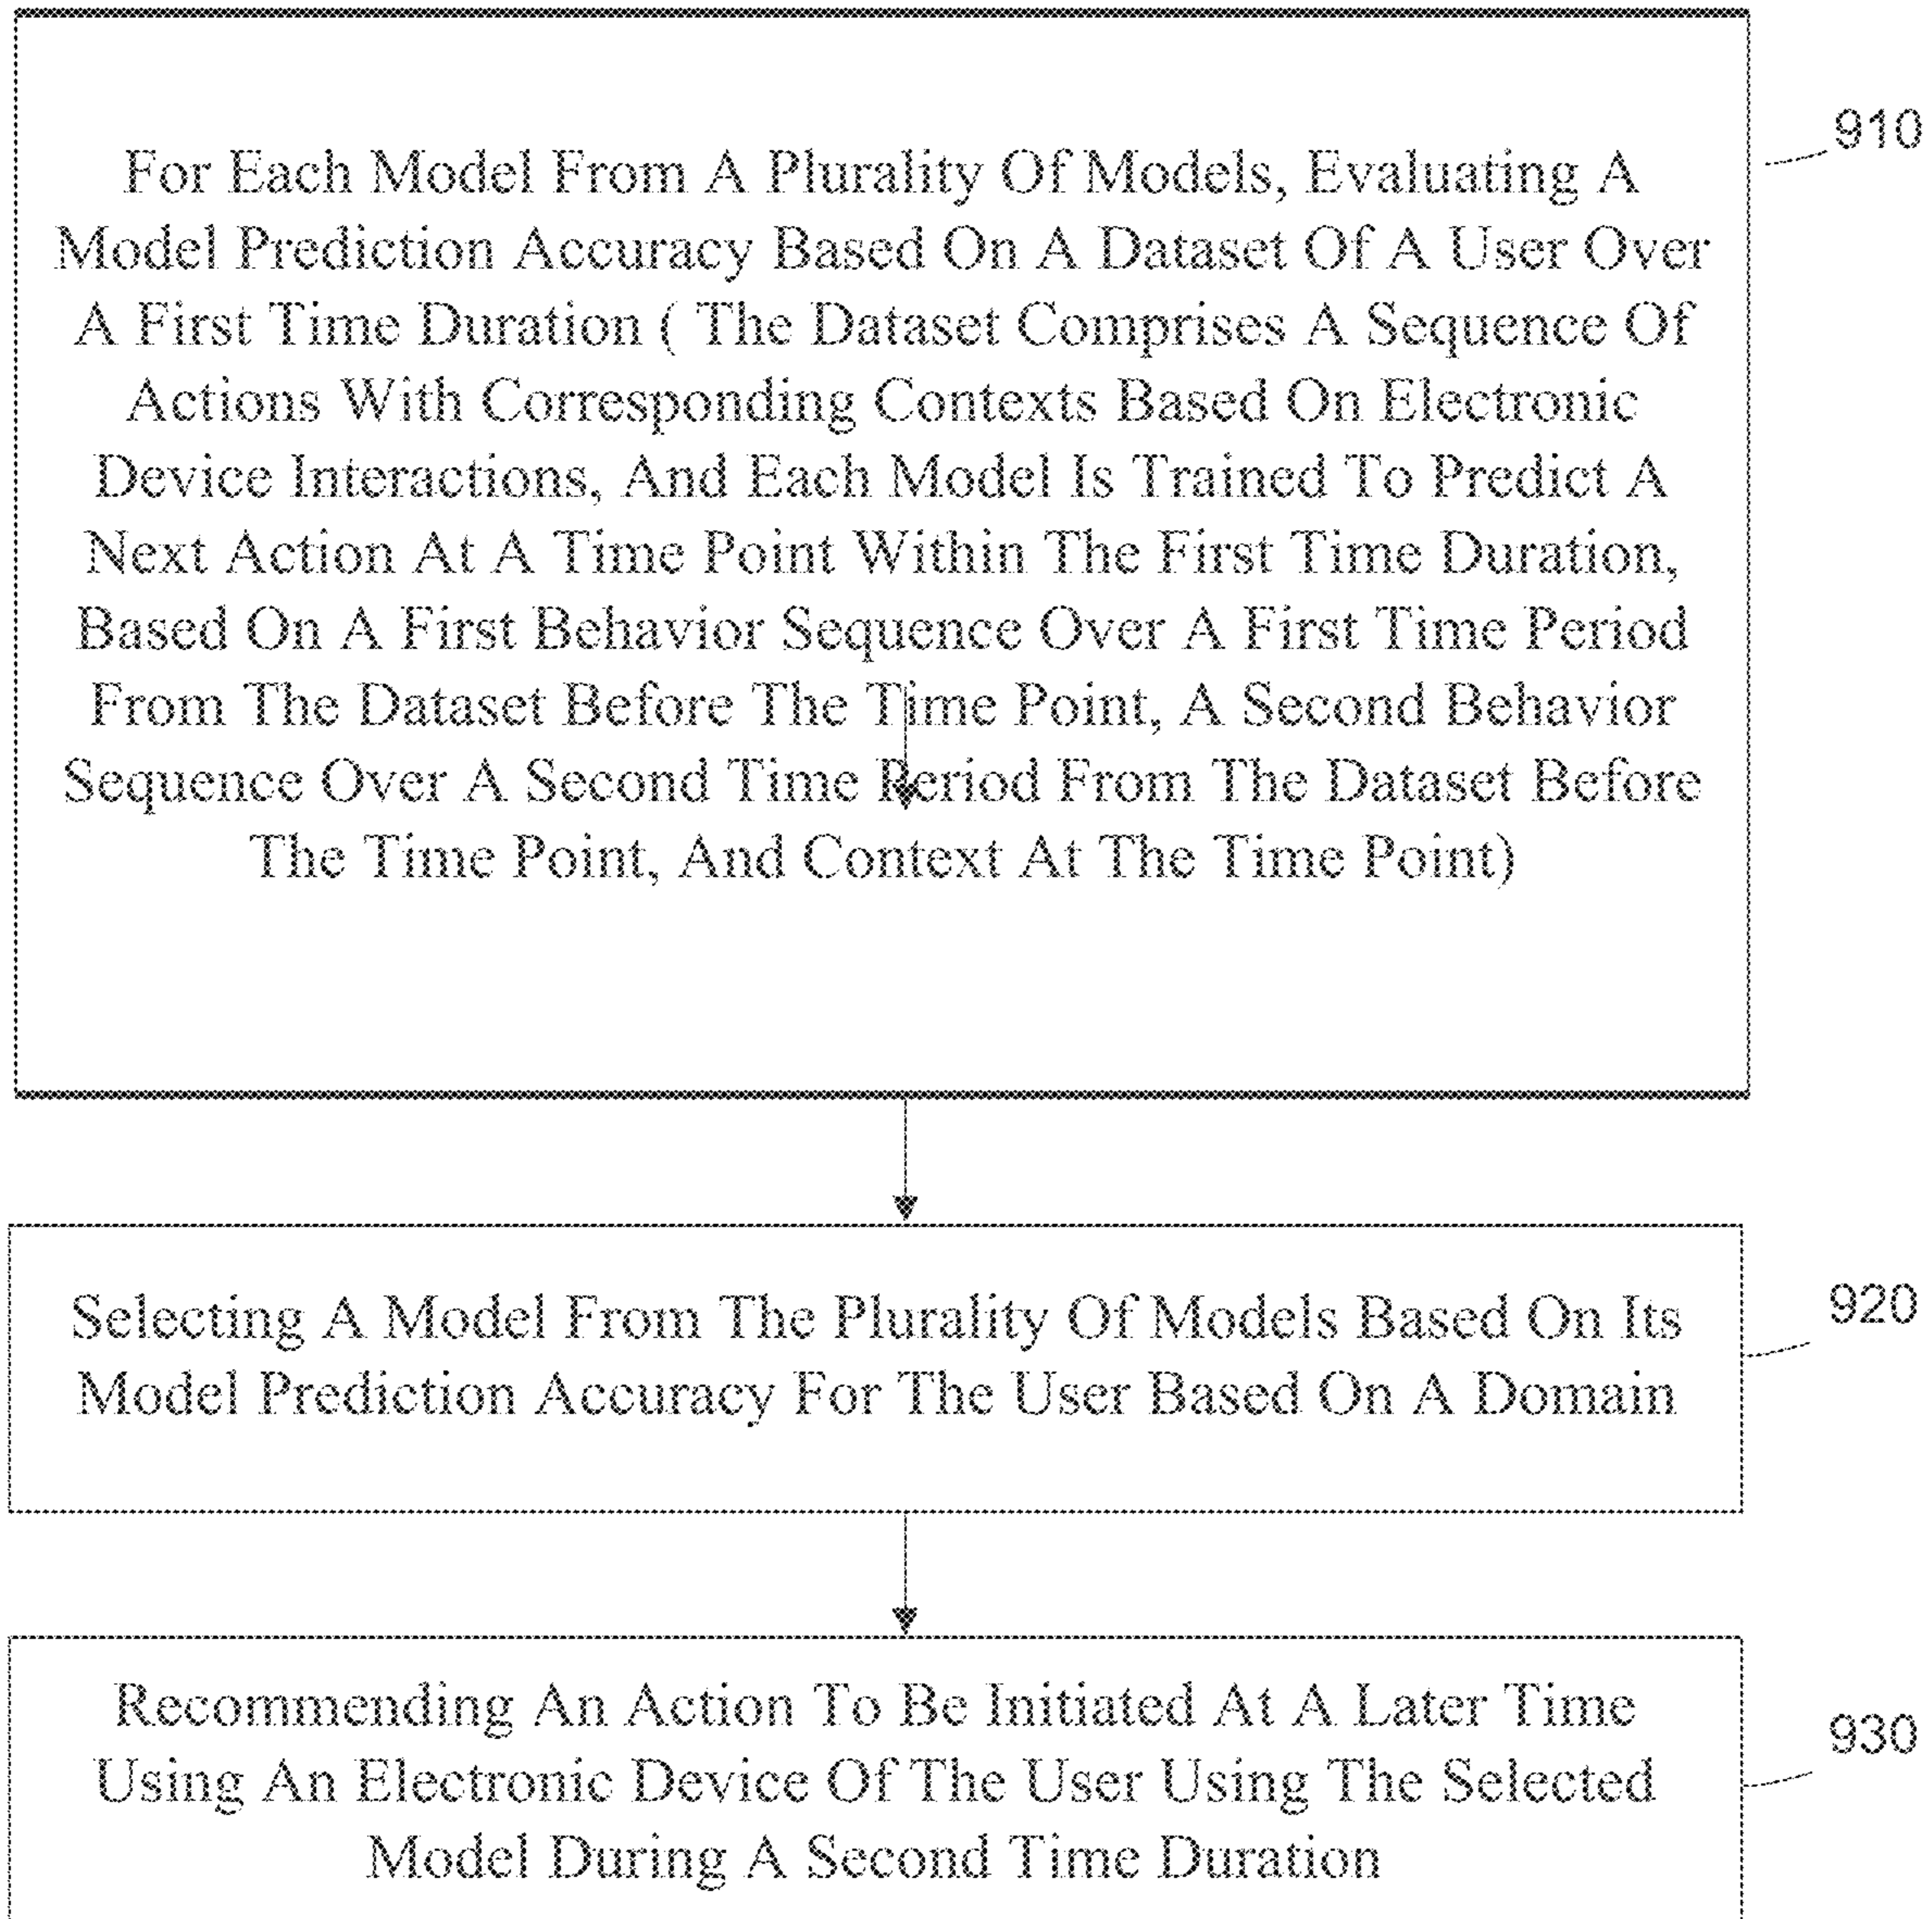 910
For Each Model From A Plurality Of Models, Evaluating A
Model Prediction Accuracy Based On A Dataset Of A User Over
A First Time Duration ( The Dataset Comprises A Sequence Of
Actions With Corresponding Contexts Based On Electronic
Device Interactions, And Each Model Is Trained To Predict A
Next Action At A Time Point Within The First Time Duration,
Based On A First Behavior Sequence Over A First Time Period
From The Dataset Before The Time Point, A Second Behavior
Sequence Over A Second Time Period From The Dataset Before
The Time Point, And Context At The Time Point)
920
Selecting A Model From The Plurality Of Models Based On Its
Model Prediction Accuracy For The User Based On A Domain
930
Recommending An Action To Be Initiated At A Later Time
Using An Electronic Device Of The User Using The Selected
Model During A Second Time Duration